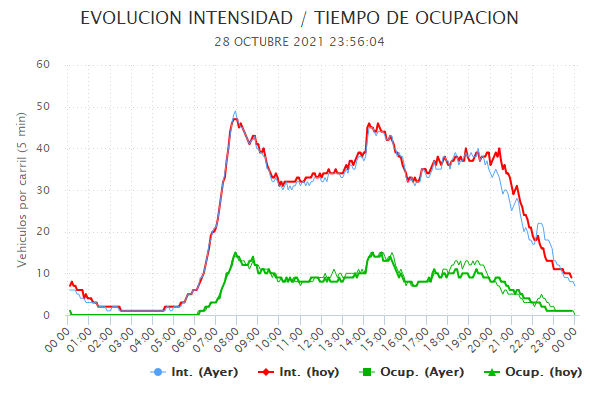 EVOLUCION INTENSIDAD / TIEMPO DE OCUPACION
28 OCTUBRE 2021 23:56:04
Vehiculos por carril (5 min)
60
50
40
30
20
10
0
00:00 01:00 02:00 03:00 04:00 05:00 06:00 07:00 08:00 09:00 10:00 11:00 12:00 13:00 14:00 15:00 16:00 17:00 18:00 19:00 20:00 21:00 22:00 23:00 00:00
Int. (Ayer) Int. (hoy) Ocup. (Ayer) Ocup. (hoy)